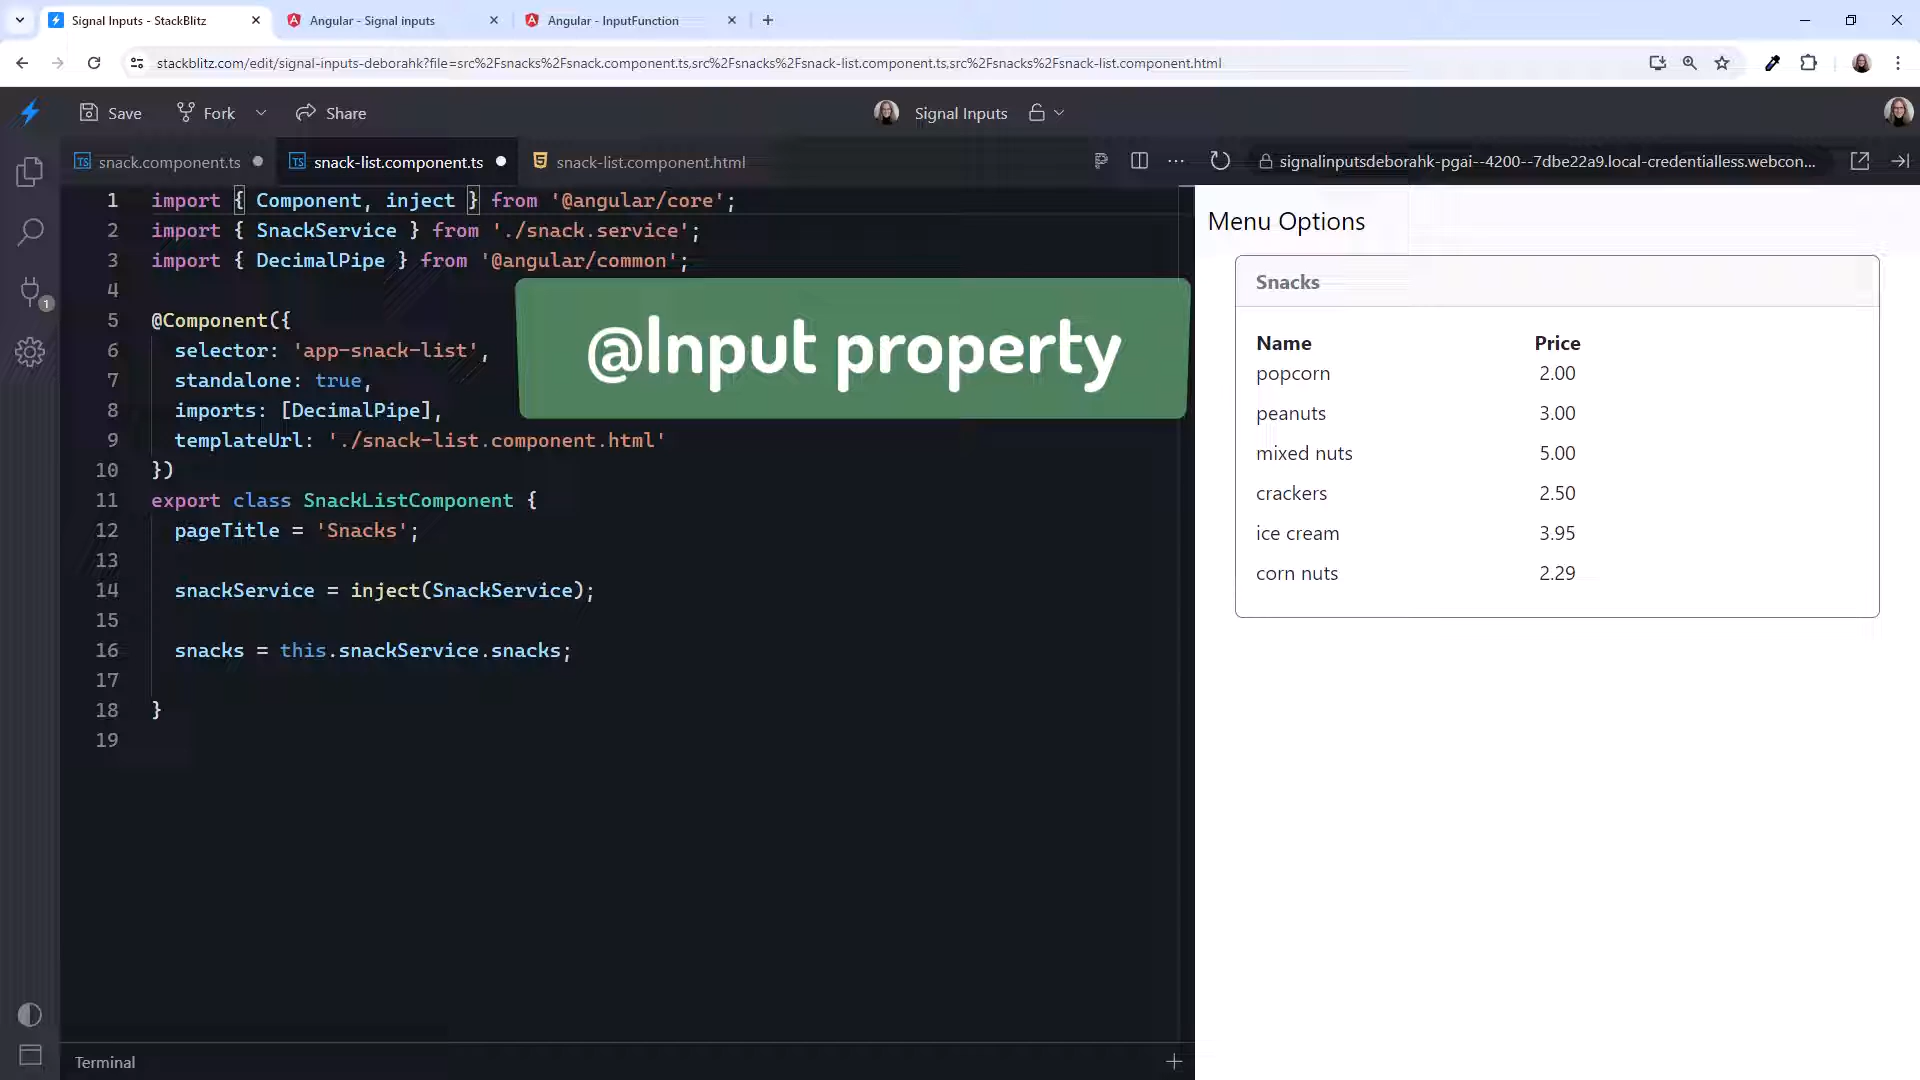 Signal Inputs - StackBlitz
Angular - Signal inputs
Angular - InputFunction
stackblitz.com/edit/signal-inputs-deborahk?file=src%2Fsnacks%2Fsnack.component.ts,src%2Fsnacks%2Fsnack-list.component.ts,src%2Fsnacks%2Fsnack-list.component.html
Save
Fork
Share
Signal Inputs
TS snack.component.ts
TS snack-list.component.ts
snack-list.component.html
signalinputsdeborahk-pgai--4200--7dbe22a9.local-credentialless.webcon...
1
1 import { Component, inject } from '@angular/core';
2 import { SnackService } from './snack.service';
3 import { DecimalPipe } from '@angular/common';
4
5 @Component({
6 selector: 'app-snack-list',
7 standalone: true,
8 imports: [DecimalPipe],
9 templateUrl: './snack-list.component.html'
10 })
11 export class SnackListComponent {
12 pageTitle = 'Snacks';
13
14 snackService = inject(SnackService);
15
16 snacks = this.snackService.snacks;
17
18 }
19
@Input property
Terminal
Menu Options
Snacks
Name Price
popcorn 2.00
peanuts 3.00
mixed nuts 5.00
crackers 2.50
ice cream 3.95
corn nuts 2.29